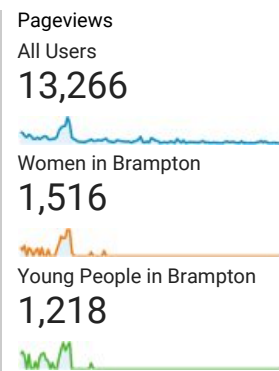 Pageviews
All Users
13,266
Women in Brampton
1,516
Young People in Brampton
1,218